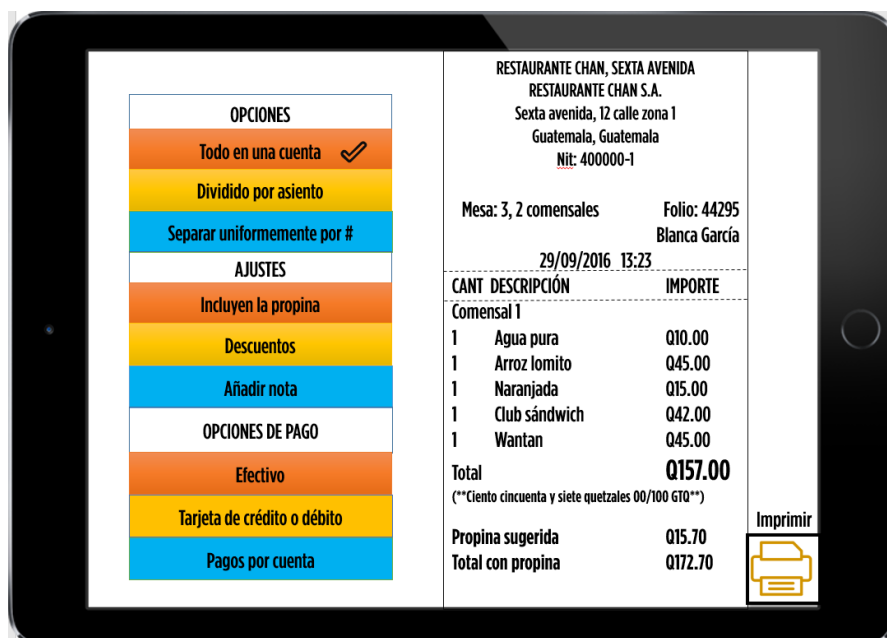 OPCIONES
Todo en una cuenta
Dividido por asiento
Separar uniformemente por #
AJUSTES
Incluyen la propina
Descuentos
Añadir nota
OPCIONES DE PAGO
Efectivo
Tarjeta de crédito o débito
Pagos por cuenta
RESTAURANTE CHAN, SEXTA AVENIDA
RESTAURANTE CHAN S.A.
Sexta avenida, 12 calle zona 1
Guatemala, Guatemala
Nit: 400000-1
Mesa: 3, 2 comensales Folio: 44295
Blanca García
29/09/2016 13:23
CANT DESCRIPCIÓN IMPORTE
Comensal 1
1 Agua pura Q10.00
1 Arroz lomito Q45.00
1 Naranjada Q15.00
1 Club sándwich Q42.00
1 Wantan Q45.00
Total Q157.00
(**Ciento cincuenta y siete quetzales 00/100 GTQ**)
Propina sugerida Q15.70
Total con propina Q172.70
Imprimir